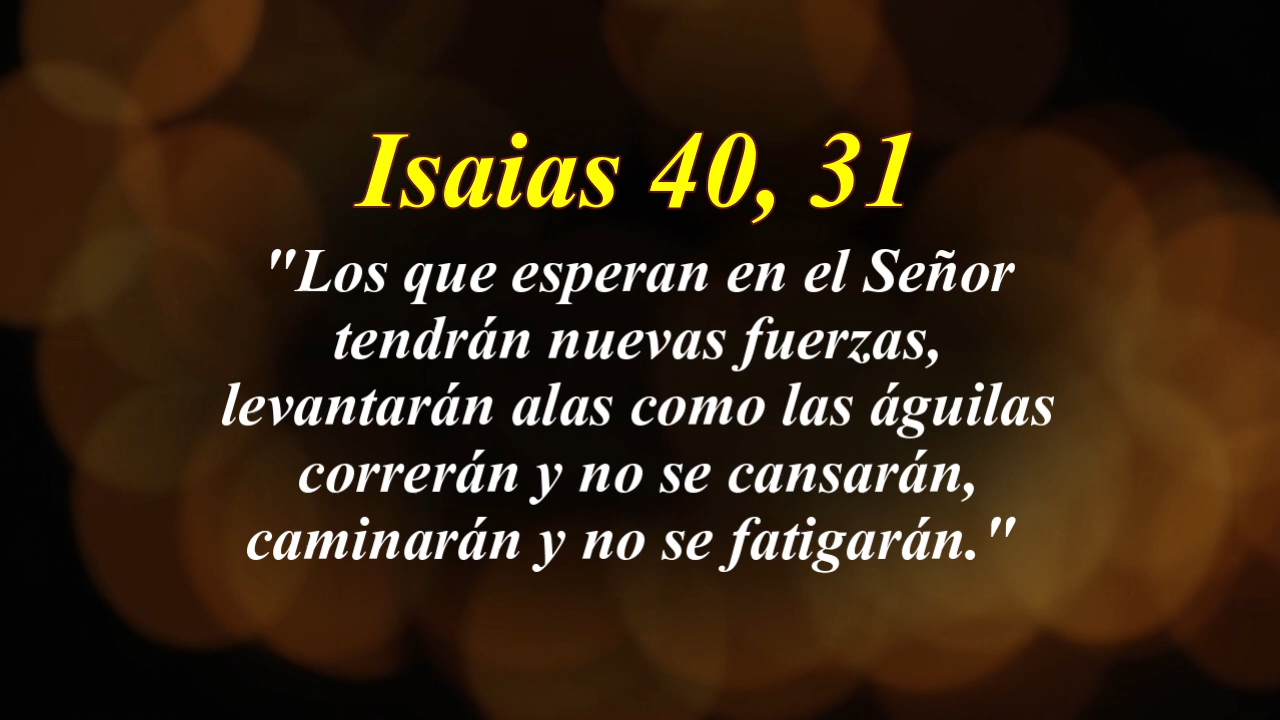 Isaias 40, 31
"Los que esperan en el Señor
tendrán nuevas fuerzas,
levantarán alas como las águilas
correrán y no se cansarán,
caminarán y no se fatigarán."